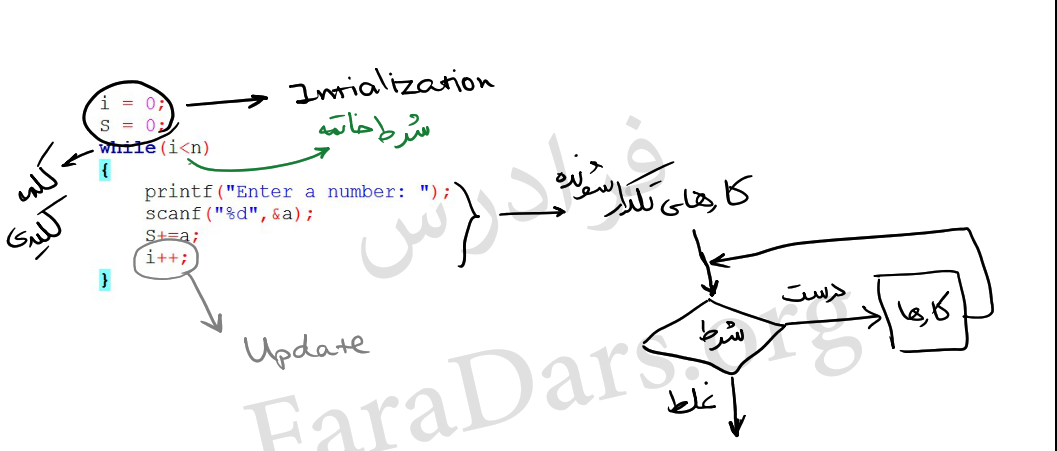 i = 0;
S = 0;
while(i<n)
{
printf("Enter a number: ");
scanf("%d",&a);
S+=a;
i++;
}
Intialization
شرط خاتمه
کلمه
کلیدی
کارهای تکرار شونده
Update
شرط
درست
کارها
غلط
فرادرس
FaraDars.org